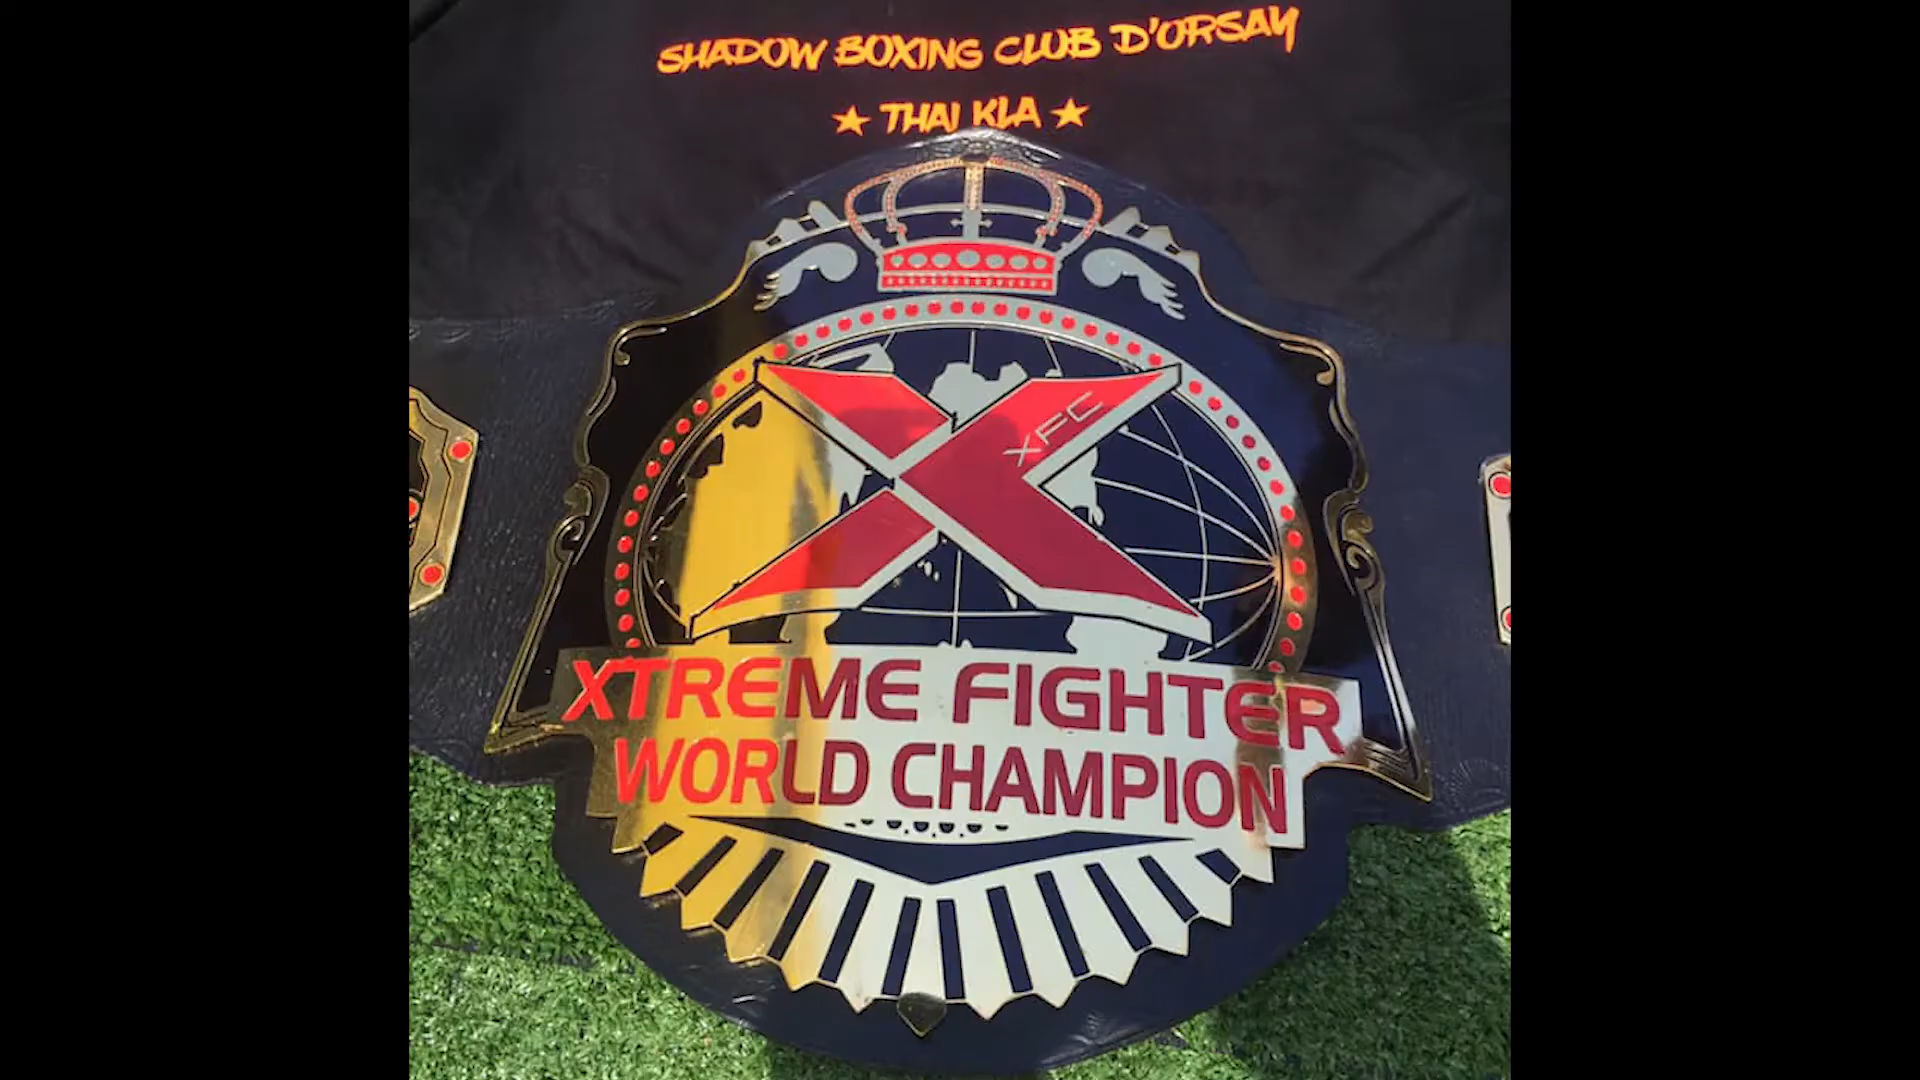 SHADOW BOXING CLUB D'ORSAY
★ THAI KLA ★
XFC
XTREME FIGHTER
WORLD CHAMPION